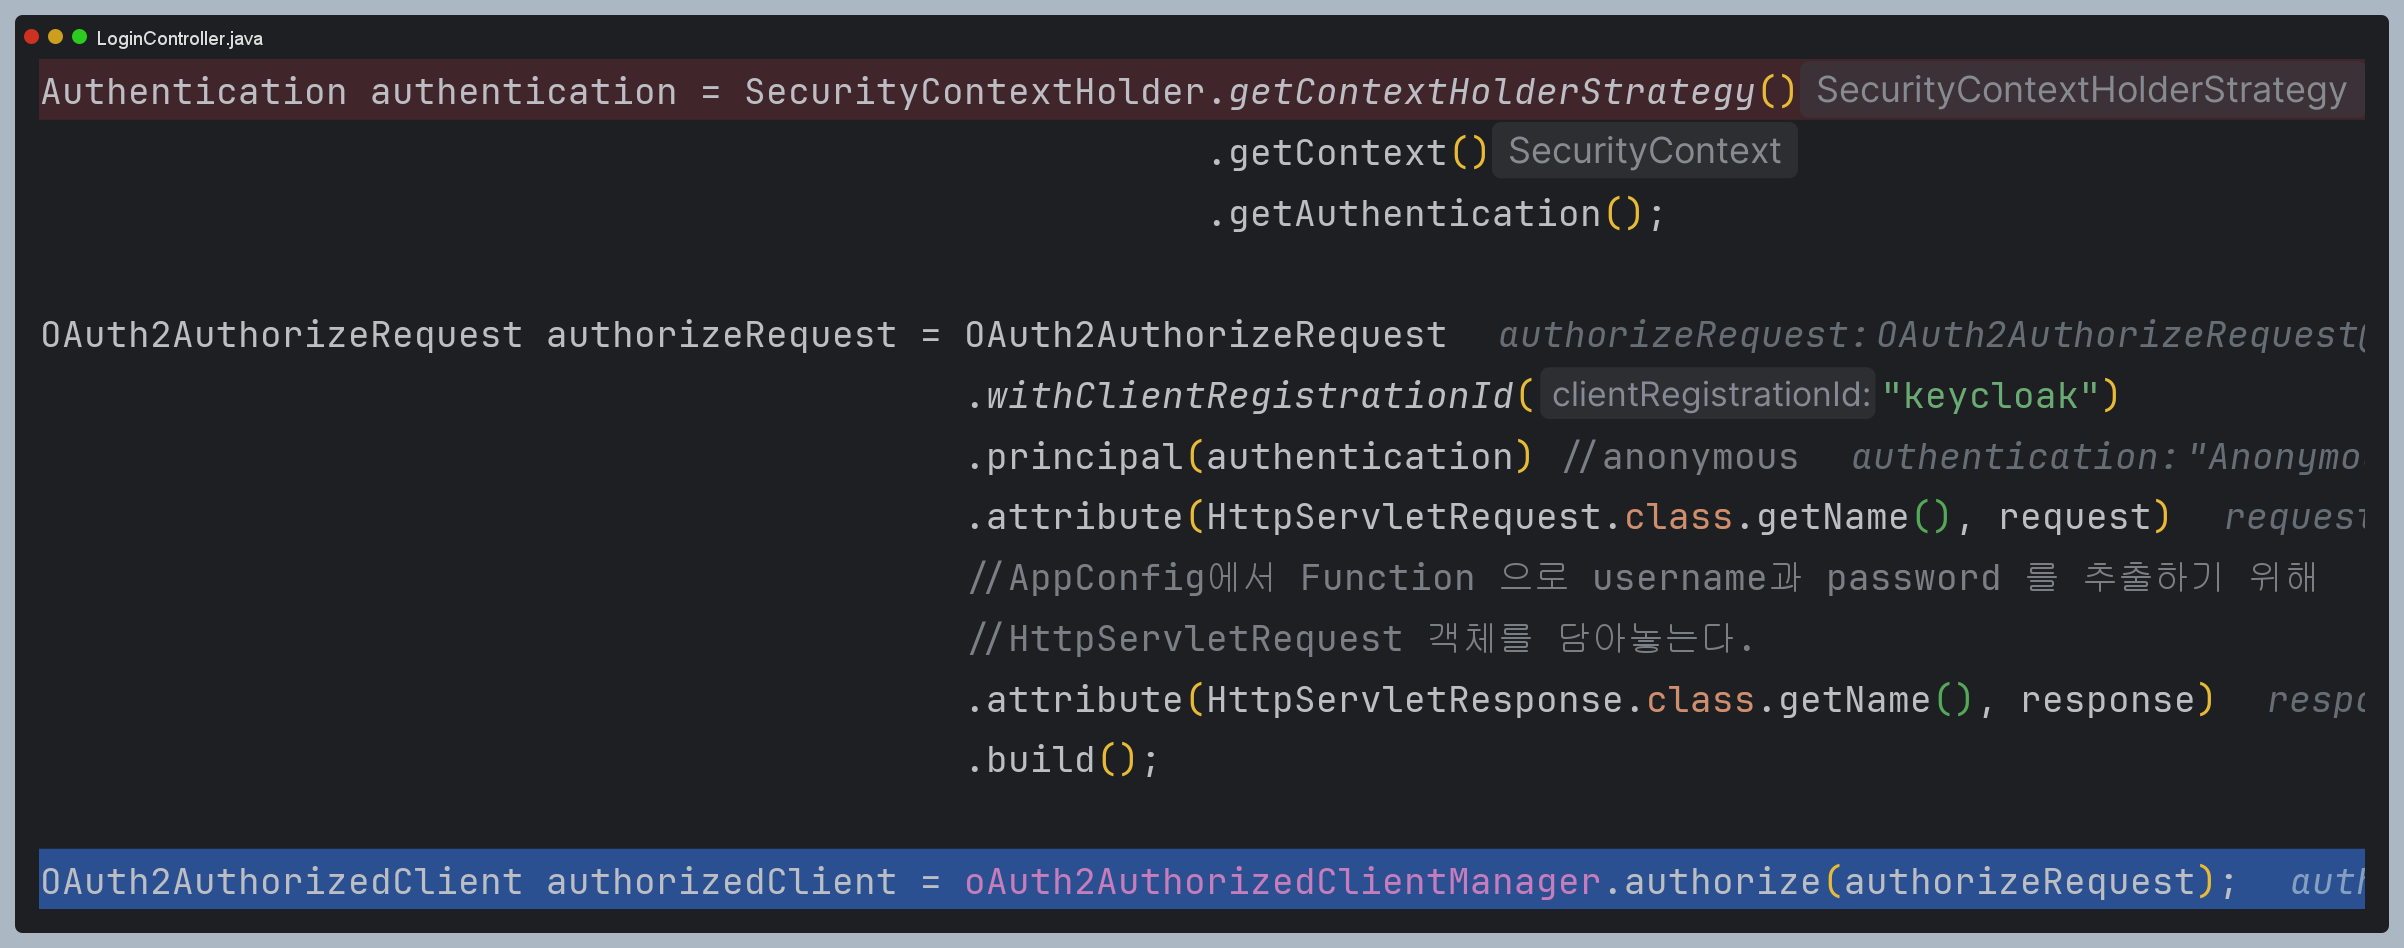 LoginController.java
Authentication authentication = SecurityContextHolder.getContextHolderStrategy() SecurityContextHolderStrategy
.getContext() SecurityContext
.getAuthentication();
OAuth2AuthorizeRequest authorizeRequest = OAuth2AuthorizeRequest authorizeRequest: OAuth2AuthorizeRequest@
.withClientRegistrationId( clientRegistrationId: "keycloak")
.principal(authentication) //anonymous authentication: "Anonymo
.attribute(HttpServletRequest.class.getName(), request) request
//AppConfig에서 Function 으로 username과 password 를 추출하기 위해
//HttpServletRequest 객체를 담아놓는다.
.attribute(HttpServletResponse.class.getName(), response) respo
.build();
OAuth2AuthorizedClient authorizedClient = oAuth2AuthorizedClientManager.authorize(authorizeRequest); auth